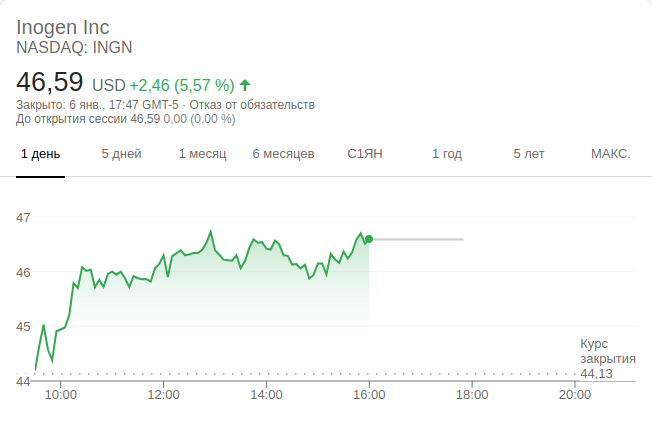 Inogen Inc
NASDAQ: INGN
46,59 USD +2,46 (5,57 %)
Закрыто: 6 янв., 17:47 GMT-5 · Отказ от обязательств
До открытия сессии 46,59 0,00 (0,00 %)
1 день 5 дней 1 месяц 6 месяцев С1ЯН 1 год 5 лет МАКС.
47
46
45
Курс
закрытия
44,13
44
10:00 12:00 14:00 16:00 18:00 20:00